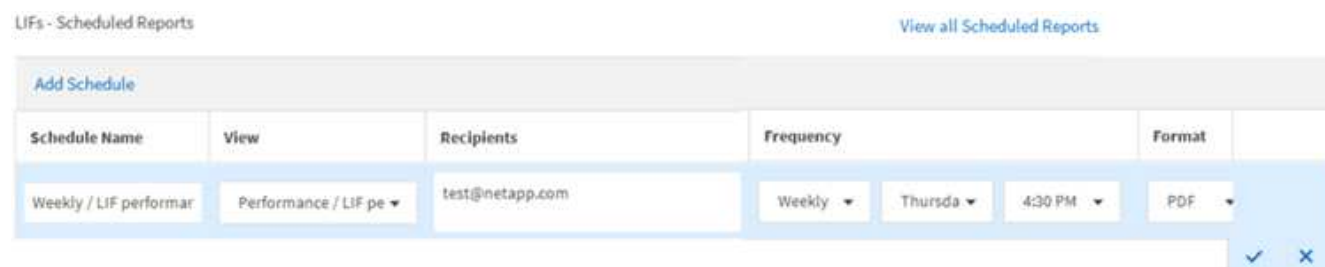 LIFs - Scheduled Reports View all Scheduled Reports
Add Schedule
Schedule Name View Recipients Frequency Format
Weekly / LIF performar Performance / LIF pe test@netapp.com Weekly Thursda 4:30 PM PDF